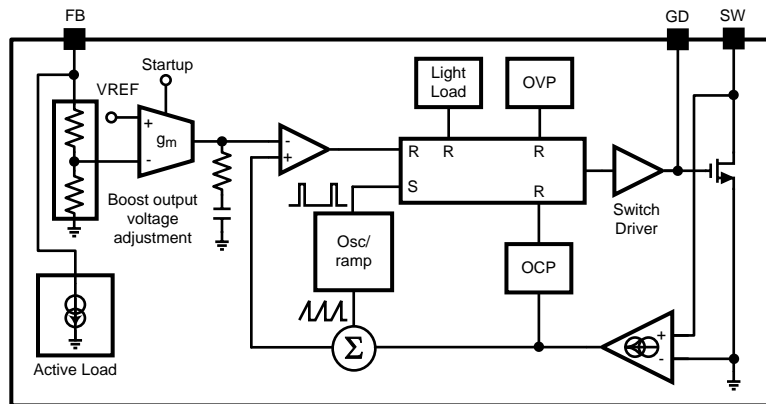 FB
GD
SW
Startup
VREF
+
gm
-
Boost output
voltage
adjustment
-
+
Light
Load
OVP
R
R
R
S
R
Switch
Driver
Osc/
ramp
OCP
Σ
+
-
Active Load